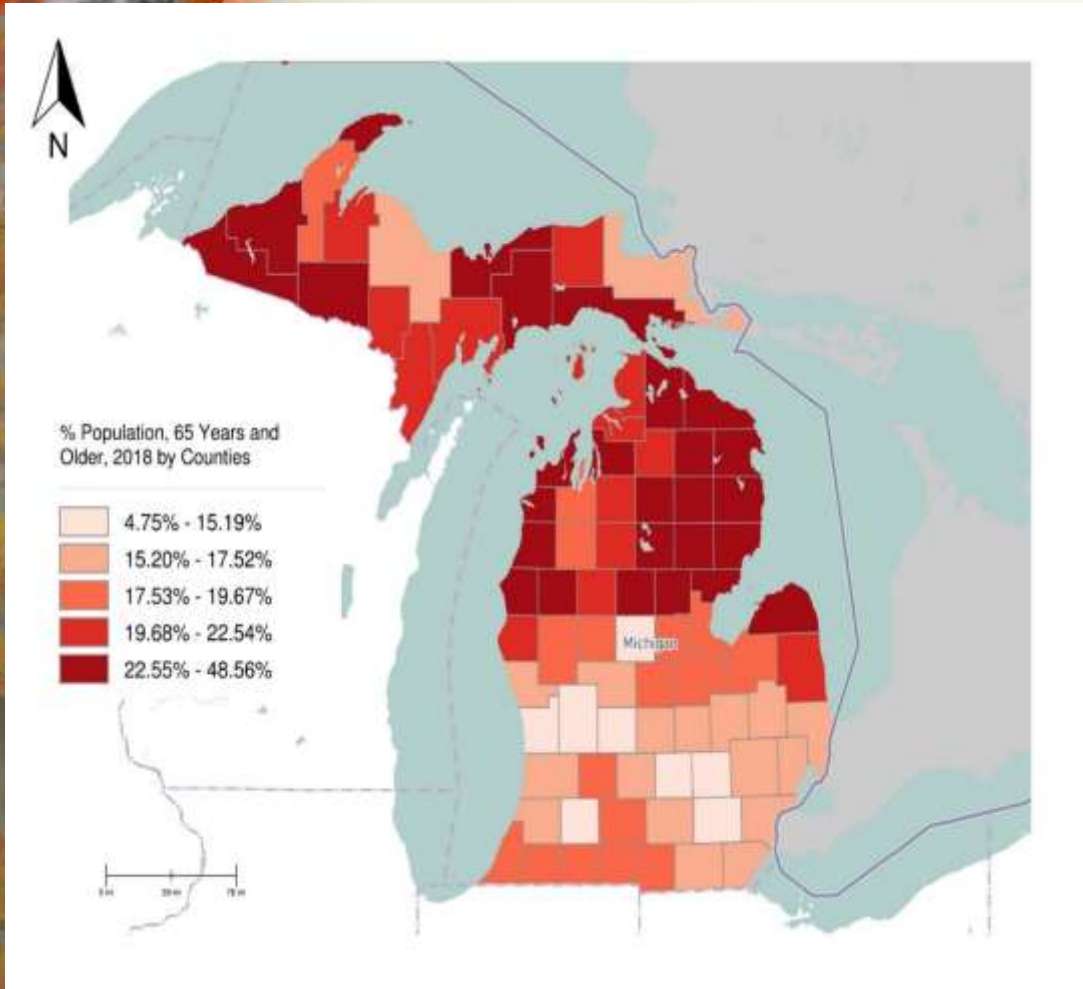 N
% Population, 65 Years and
Older, 2018 by Counties
4.75% - 15.19%
15.20% - 17.52%
17.53% - 19.67%
19.68% - 22.54%
22.55% - 48.56%
Michigan